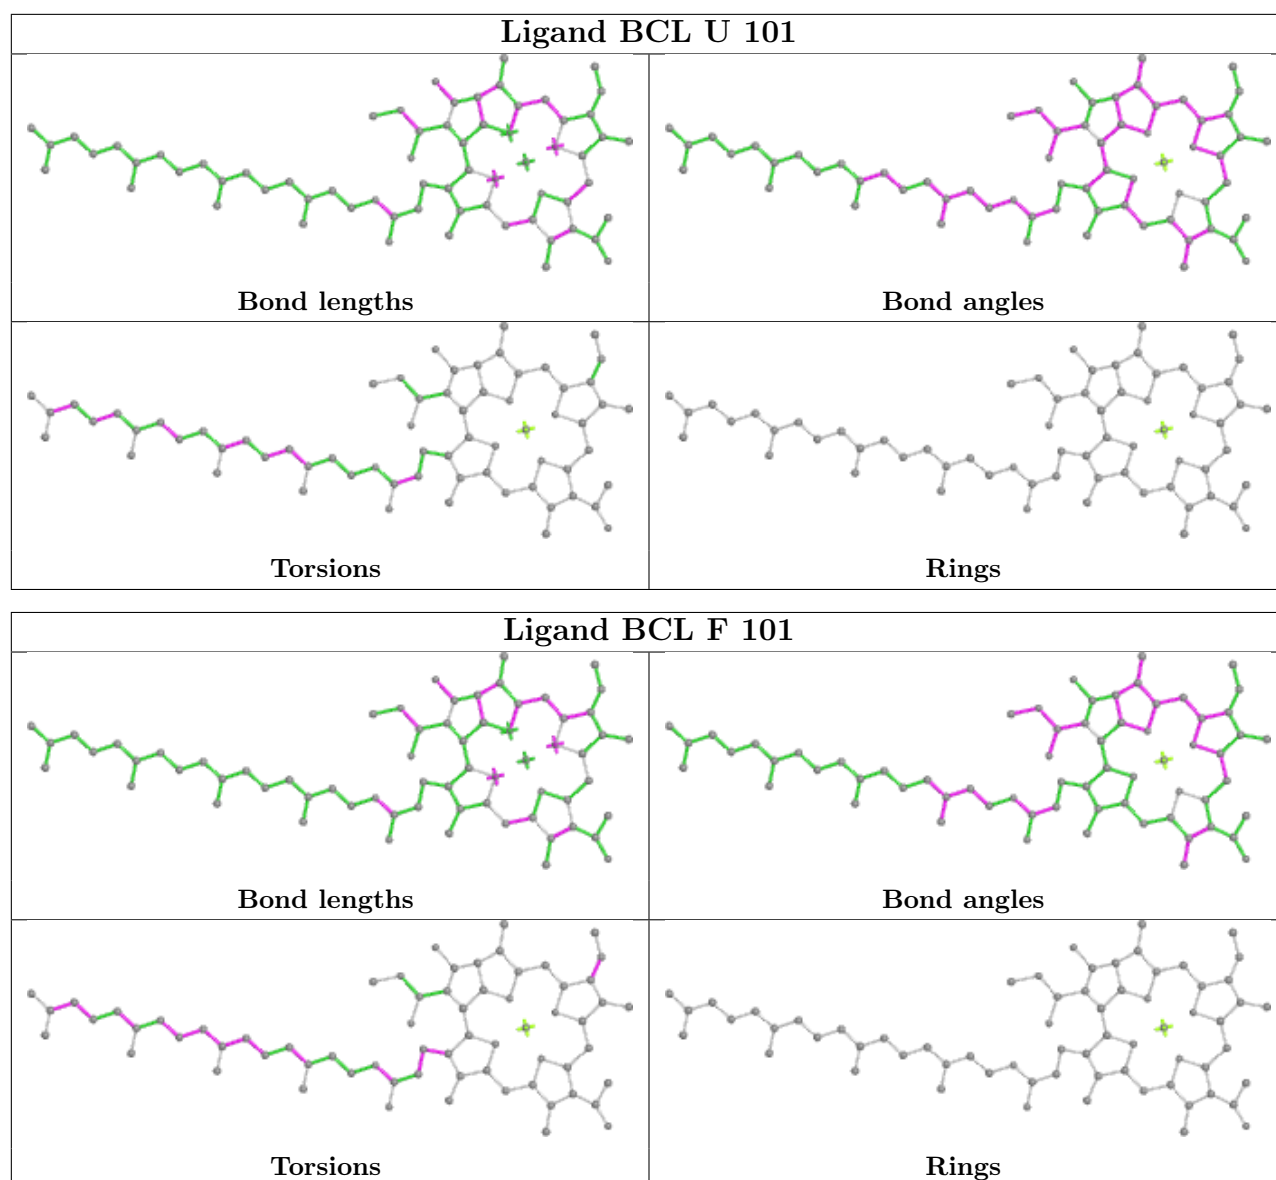 Ligand BCL U 101
Bond lengths
Bond angles
Torsions
Rings
Ligand BCL F 101
Bond lengths
Bond angles
Torsions
Rings